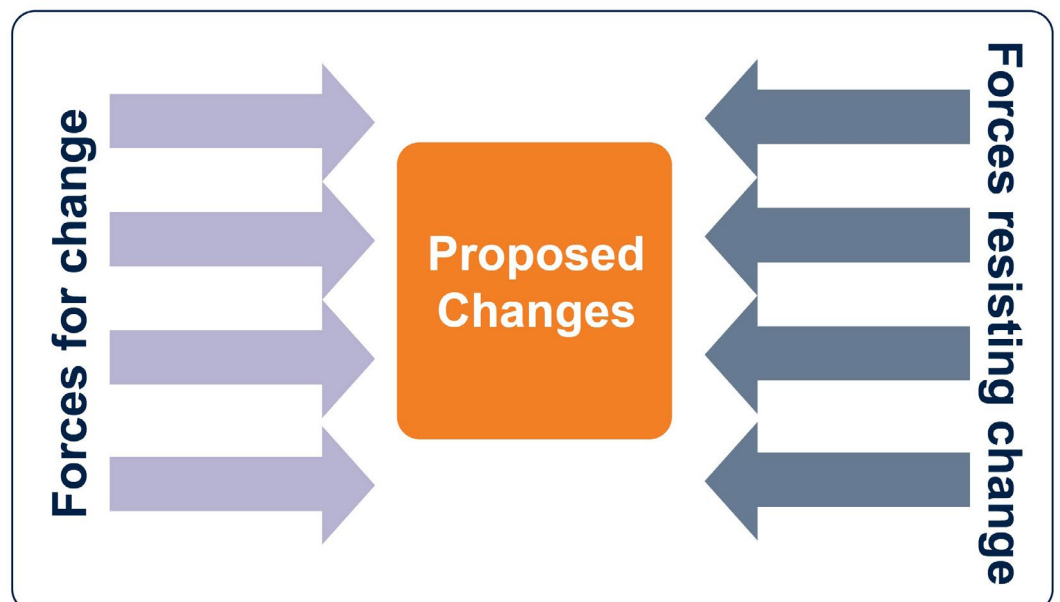 Forces for change
Proposed
Changes
Forces resisting change